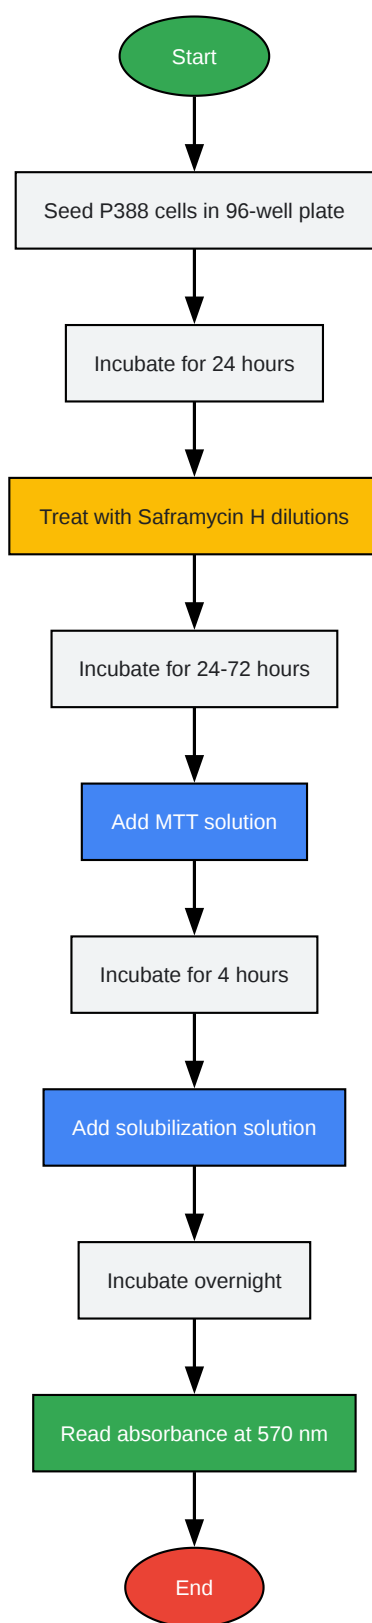 Start
Seed P388 cells in 96-well plate
Incubate for 24 hours
Treat with Saframycin H dilutions
Incubate for 24-72 hours
Add MTT solution
Incubate for 4 hours
Add solubilization solution
Incubate overnight
Read absorbance at 570 nm
End